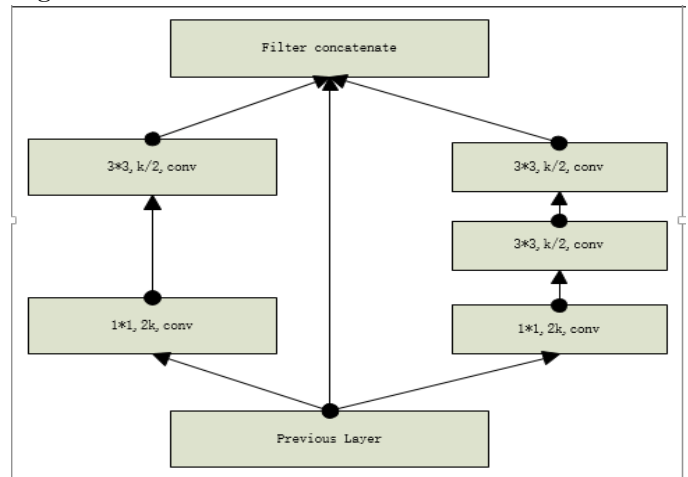 Filter concatenate
3*3, k/2, conv
3*3, k/2, conv
3*3, k/2, conv
1*1, 2k, conv
1*1, 2k, conv
Previous Layer